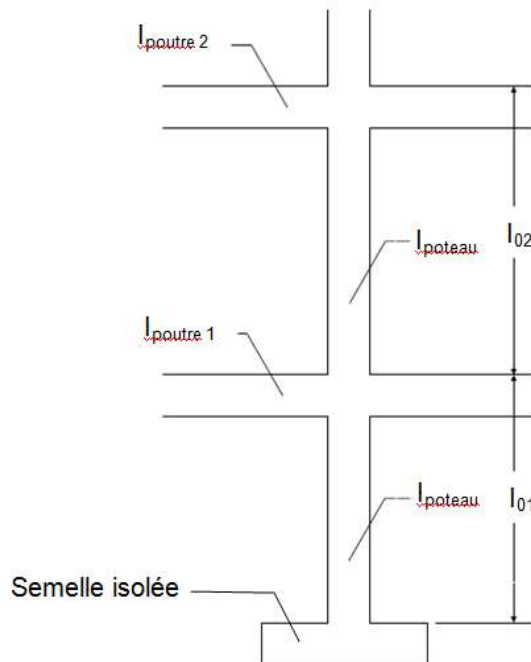 Ipoutre 2
Ipoteau
l02
Ipoutre 1
Ipoteau
l01
Semelle isolée